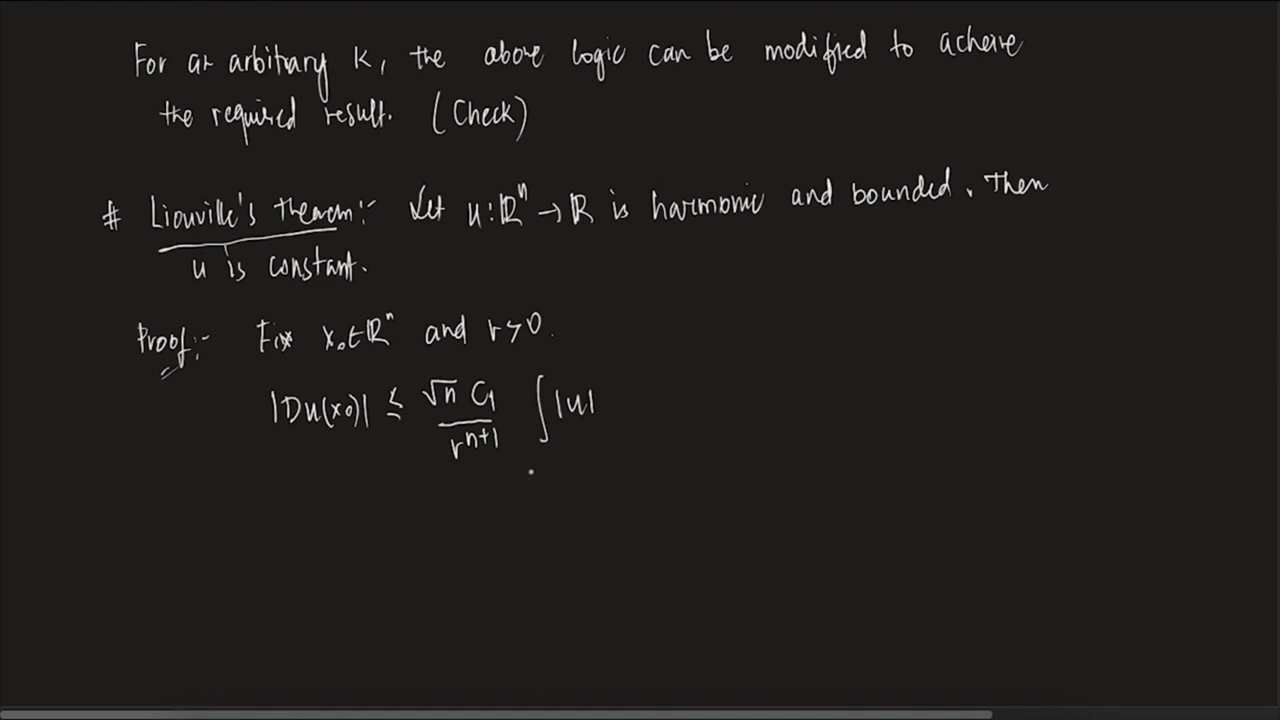 For an arbitrary K, the above logic can be modified to acheive
the required result. (Check)
# Liouville's theorem:- Let u: ℝⁿ → ℝ is harmonic and bounded. Then
u is constant.
Proof:- Fix x₀ ∈ ℝⁿ and r > 0.
|Du(x₀)| ≤ √n C₁ / rⁿ⁺¹ ∫ |u|